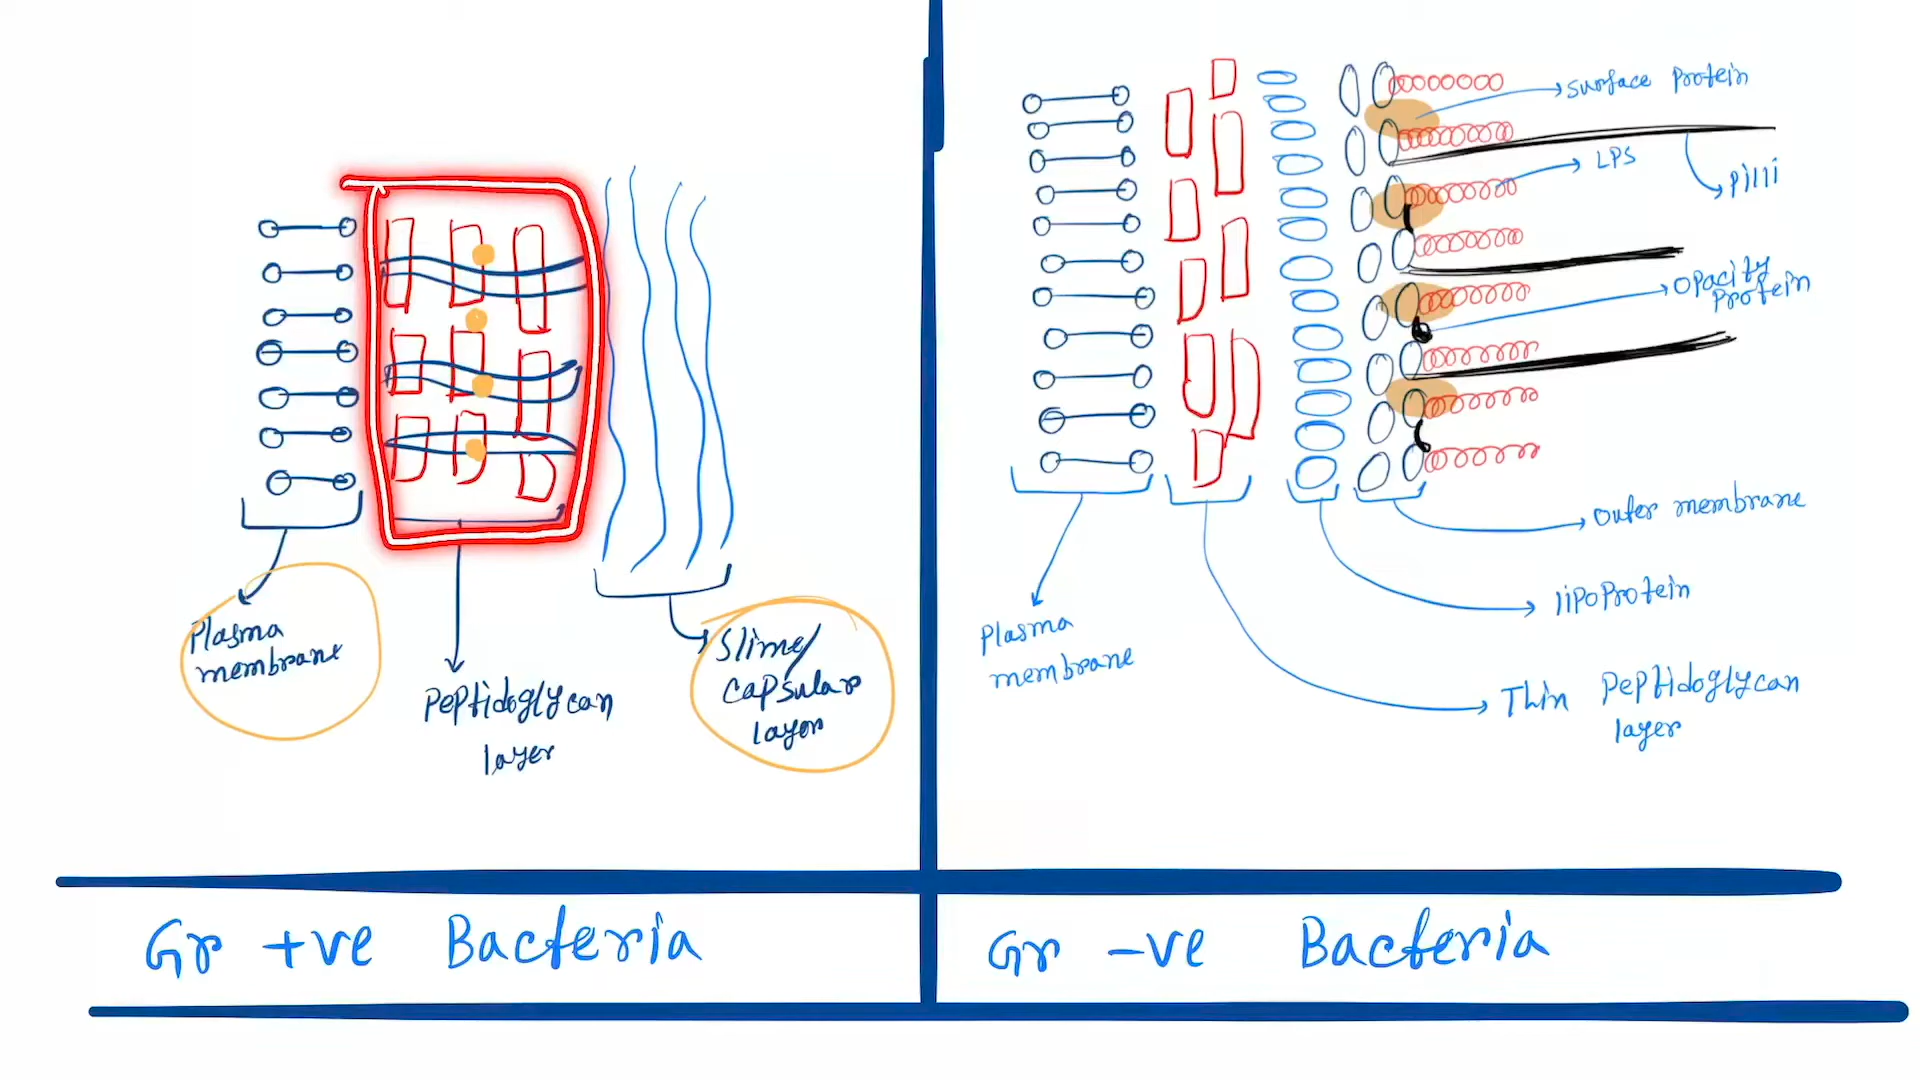 Plasma
membrane
Peptidoglycan
layer
Slime/
capsular
layer
Surface Protein
LPS
Pilli
Opacity
Protein
Outer membrane
lipoprotein
Plasma
membrane
Thin Peptidoglycan
layer
Gr +ve Bacteria
Gr -ve Bacteria